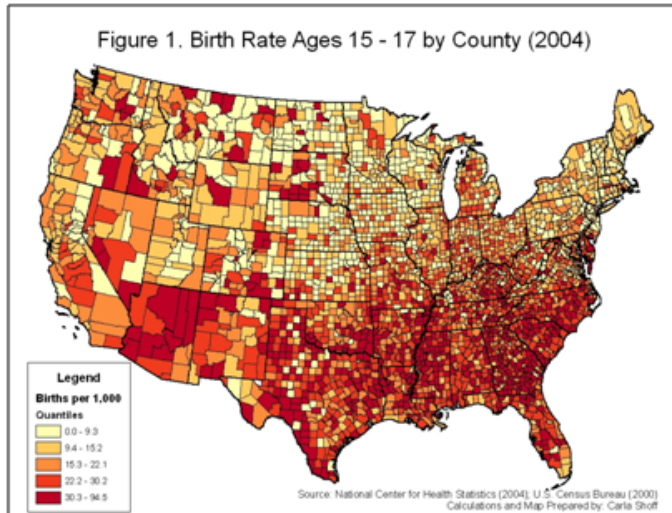 Figure 1. Birth Rate Ages 15 - 17 by County (2004)
Legend
Births per 1,000
Quantiles
0.0 - 9.3
9.4 - 15.2
15.3 - 22.1
22.2 - 30.2
30.3 - 94.5
Source: National Center for Health Statistics (2004); U.S. Census Bureau (2000)
Calculations and Map Prepared by: Carla Shoff